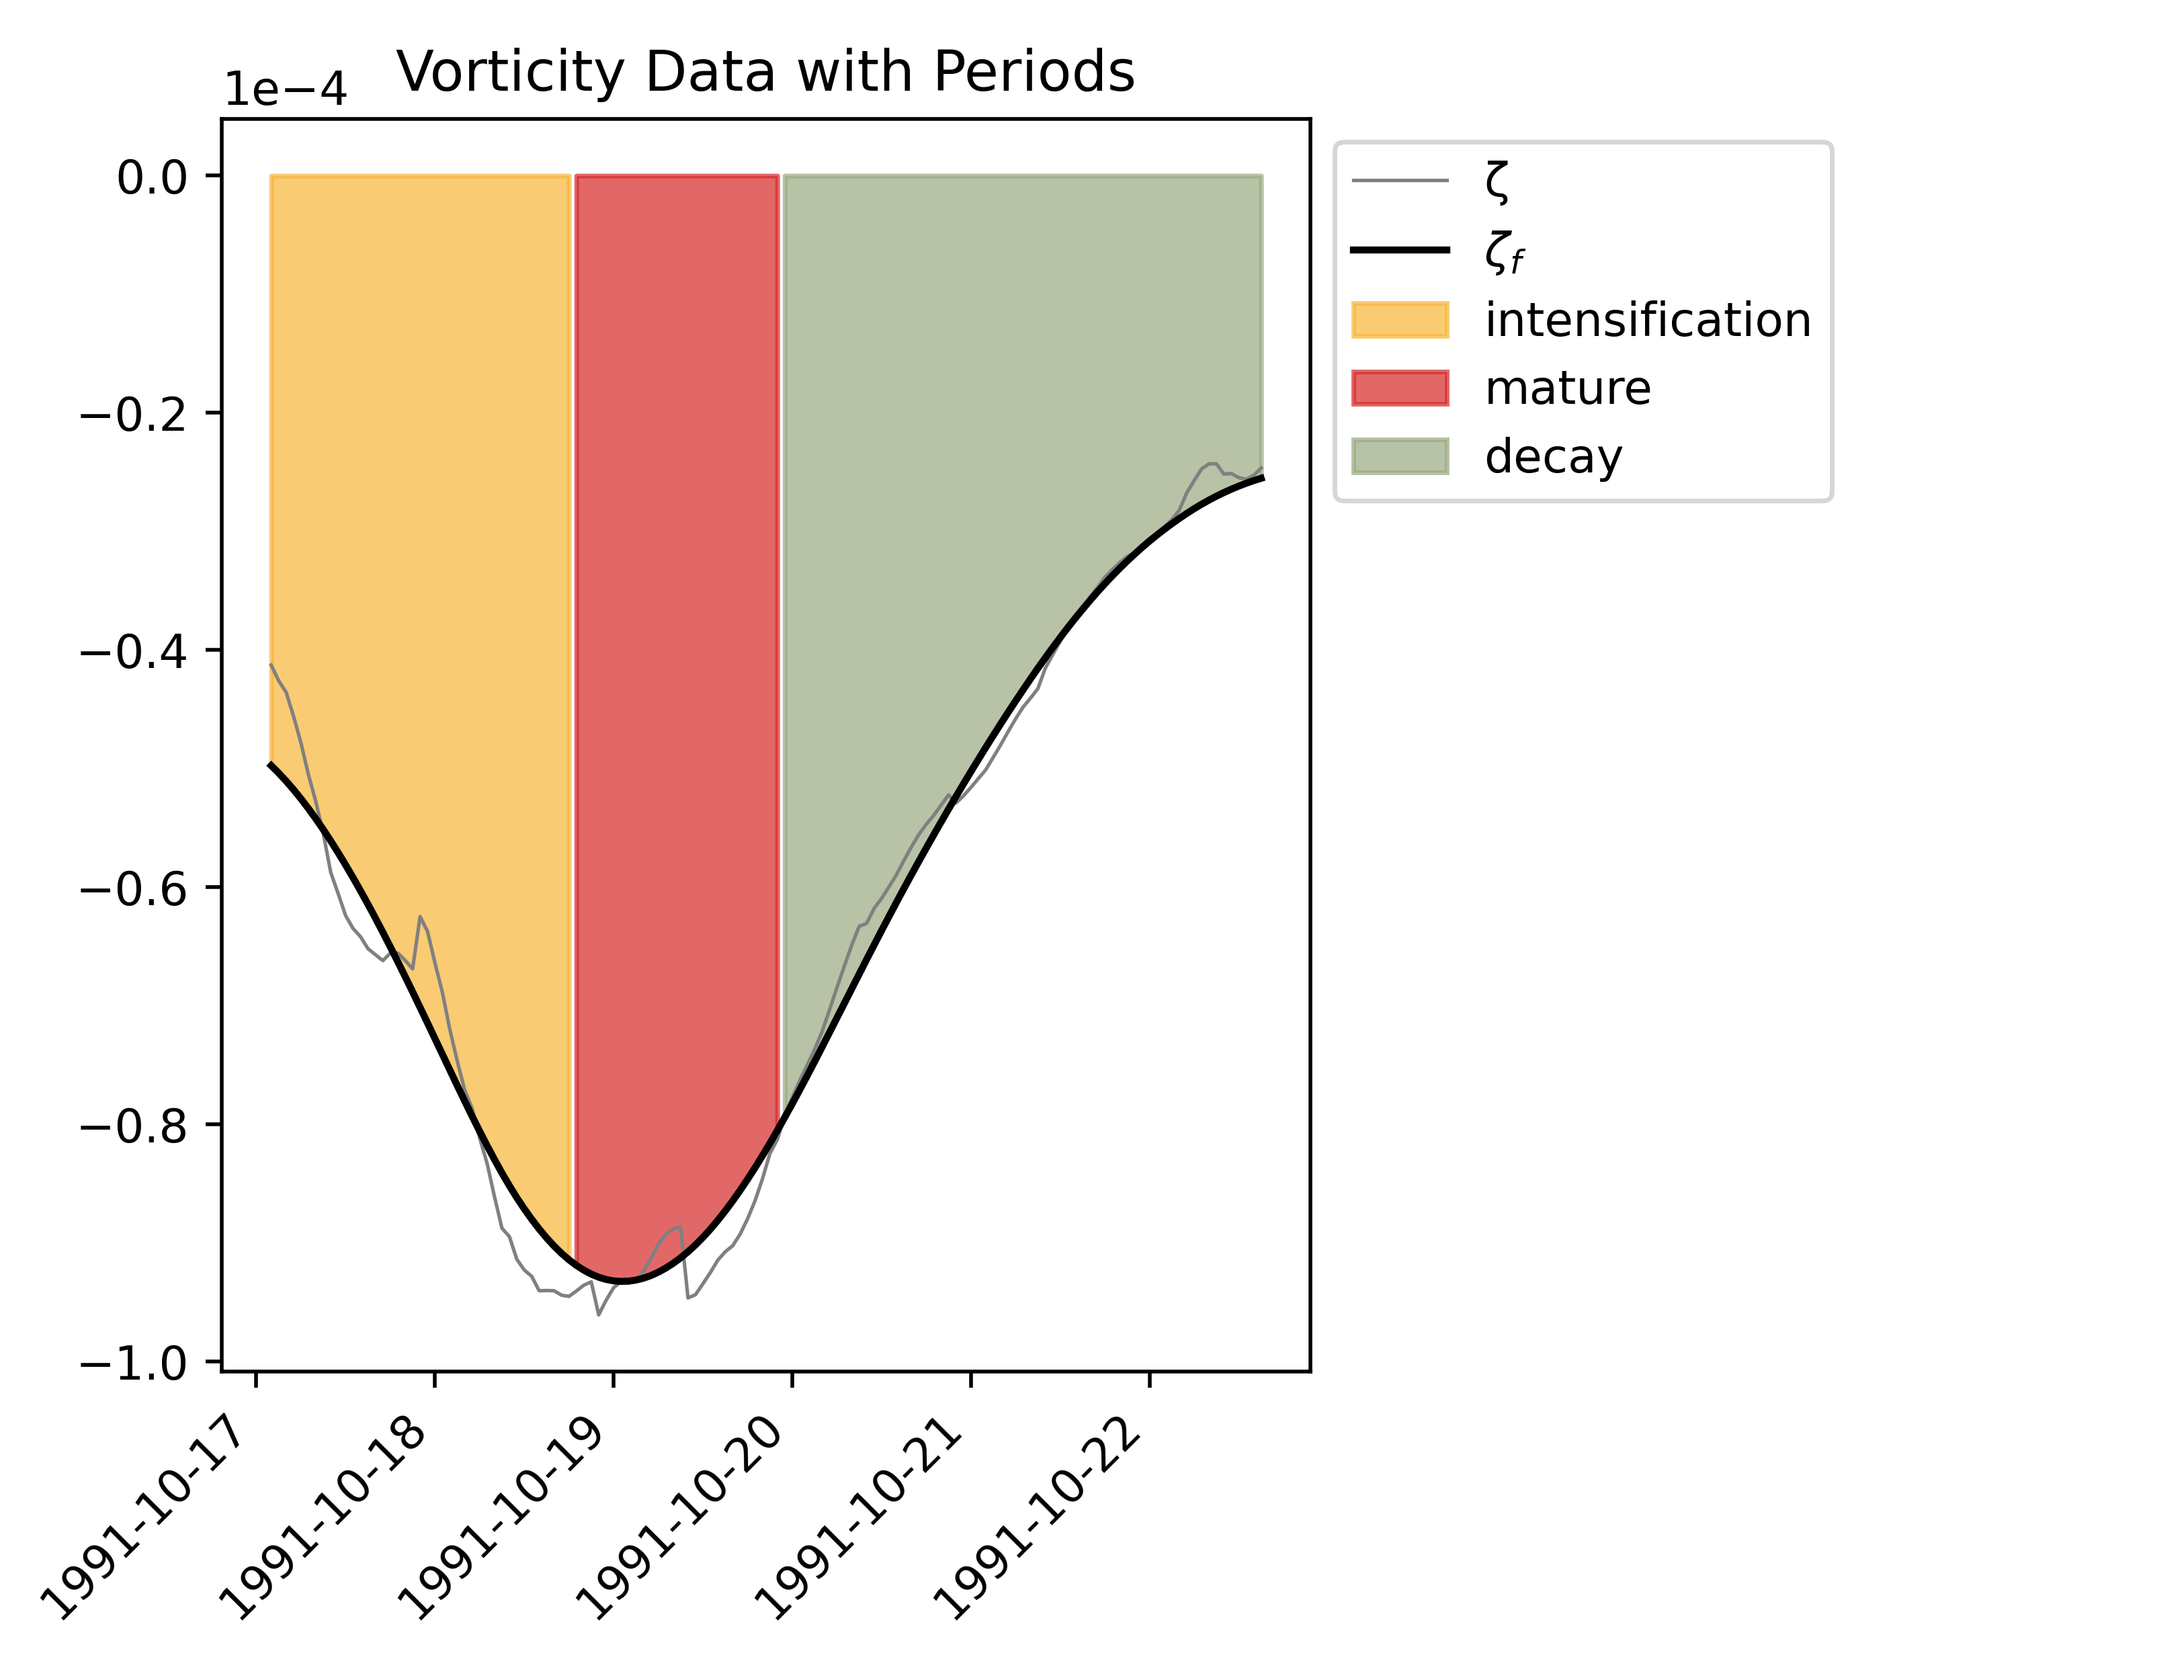 Vorticity Data with Periods
1e−4
0.0
−0.2
−0.4
−0.6
−0.8
−1.0
1991-10-17
1991-10-18
1991-10-19
1991-10-20
1991-10-21
1991-10-22
ζ
ζf
intensification
mature
decay